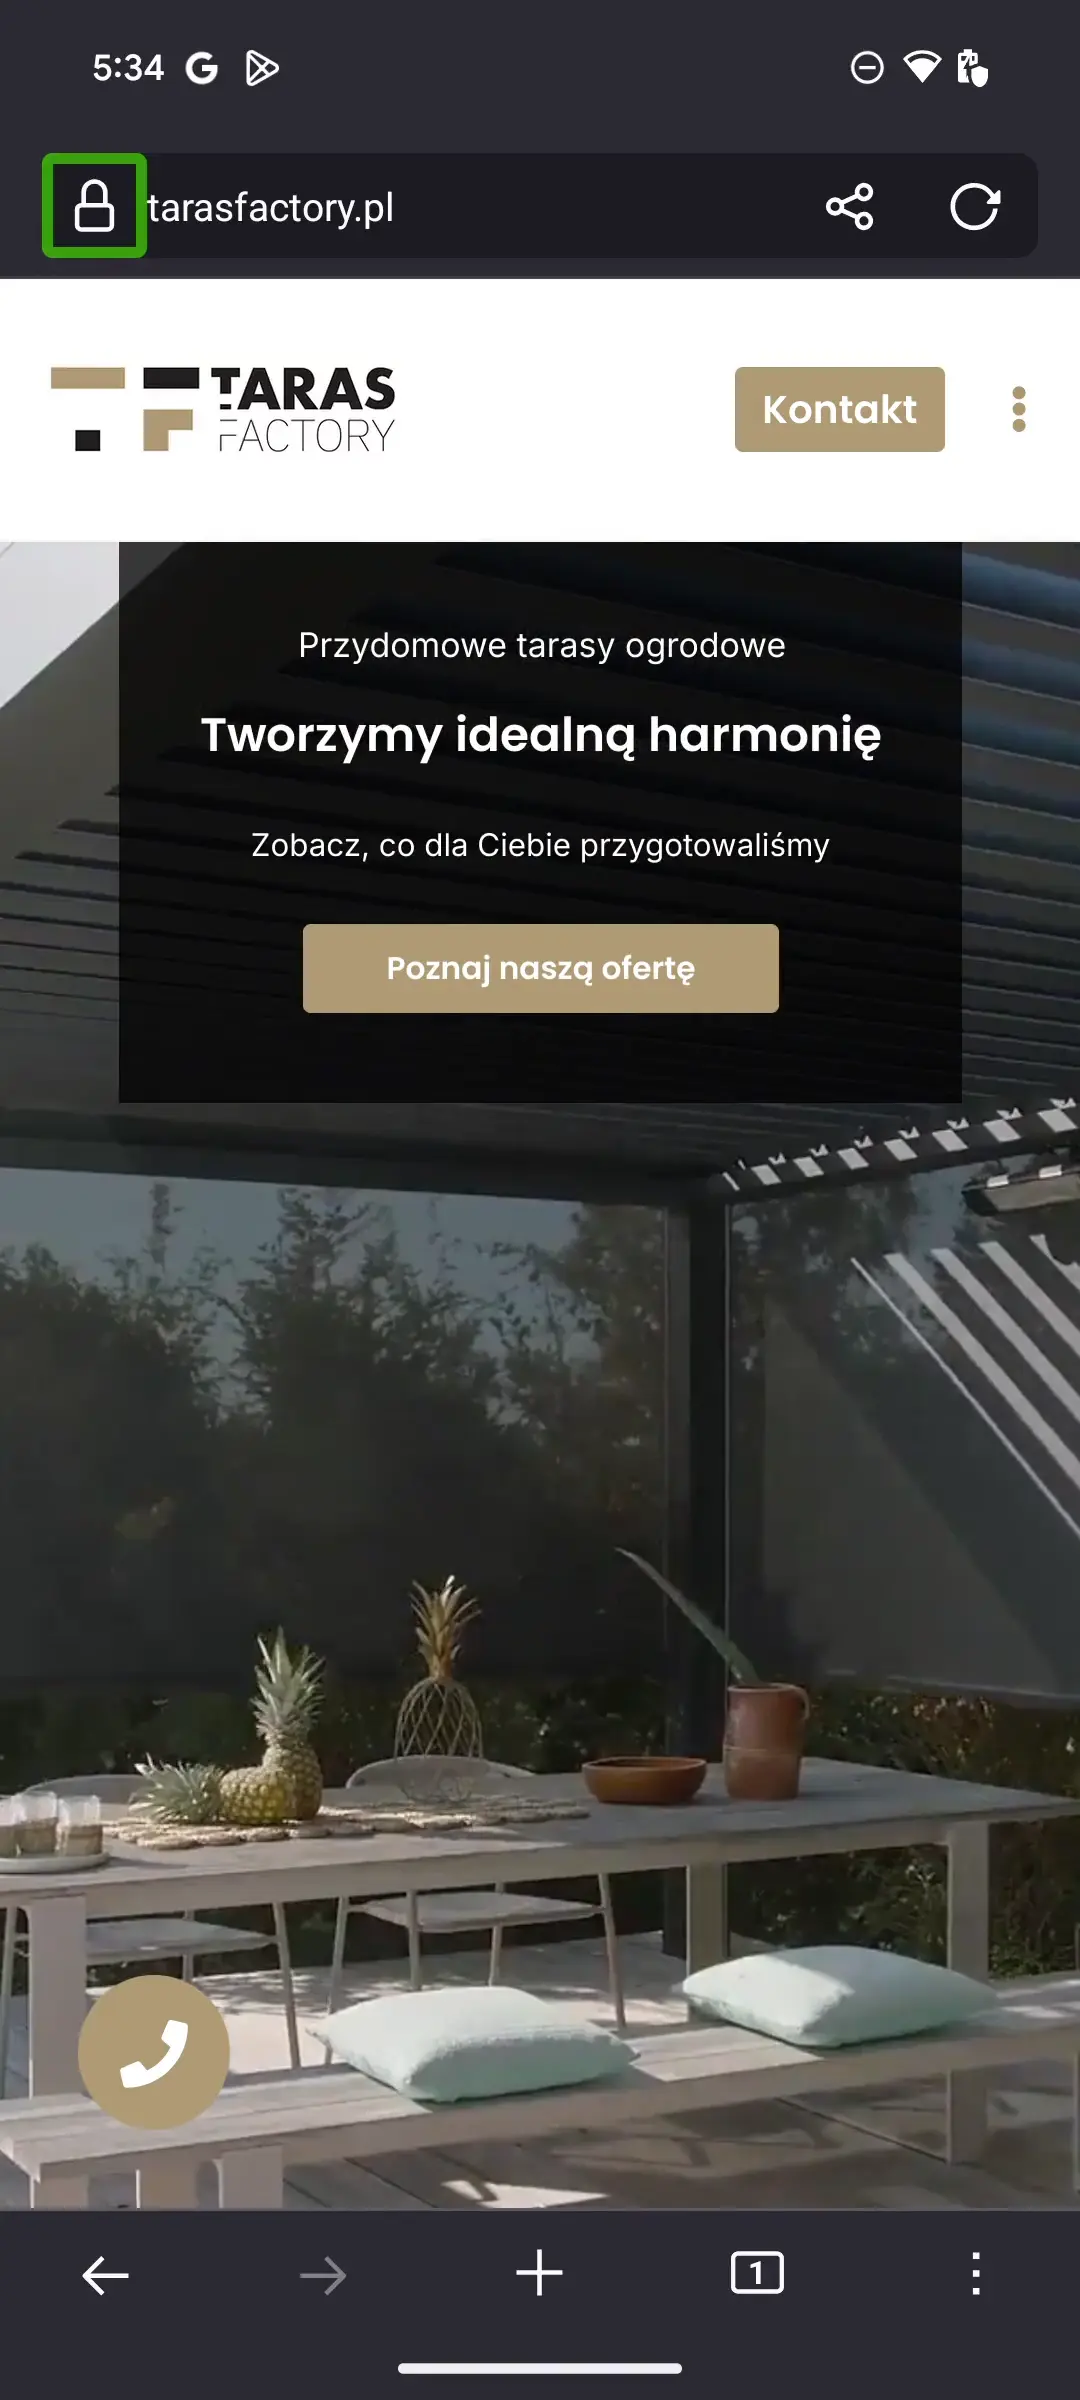 5:34
tarasfactory.pl
TARAS
FACTORY
Kontakt
Przydomowe tarasy ogrodowe
Tworzymy idealną harmonię
Zobacz, co dla Ciebie przygotowaliśmy
Poznaj naszą ofertę
1